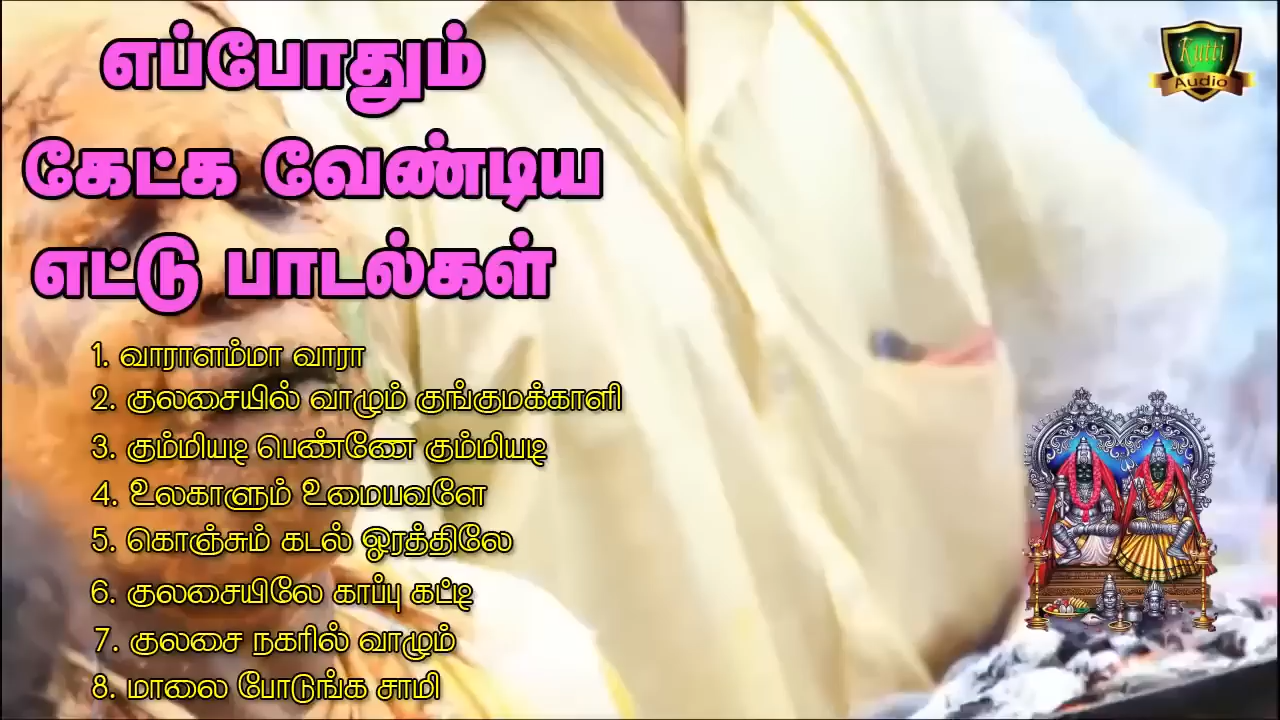 எப்போதும்
கேட்க வேண்டிய
எட்டு பாடல்கள்
Kutti
Audio
1. வாராளம்மா வாரா
2. குலசையில் வாழும் குங்குமக்காளி
3. கும்மியடி பெண்ணே கும்மியடி
4. உலகாளும் உமையவளே
5. கொஞ்சும் கடல் ஓரத்திலே
6. குலசையிலே காப்பு கட்டி
7. குலசை நகரில் வாழும்
8. மாலை போடுங்க சாமி